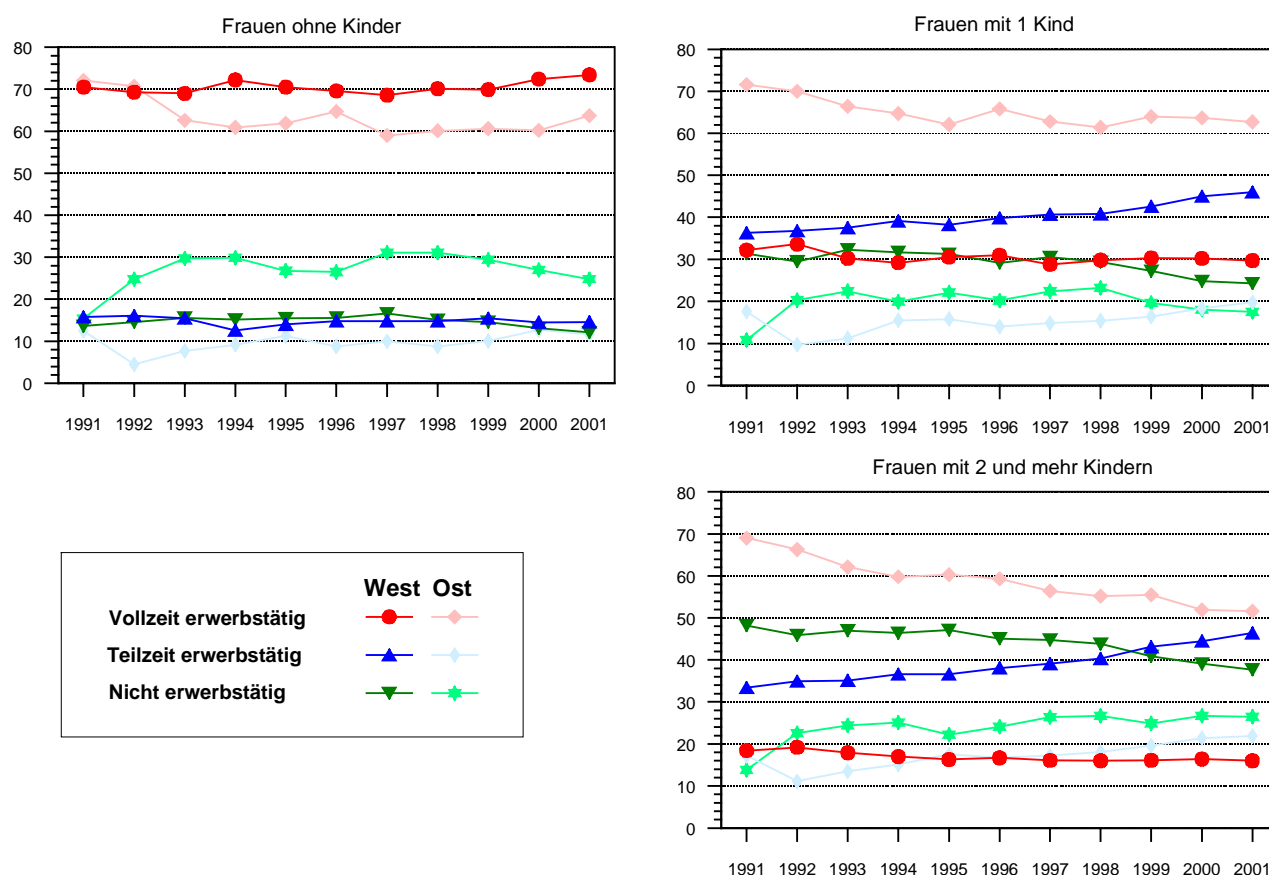 Frauen ohne Kinder
80
70
60
50
40
30
20
10
0
1991 1992 1993 1994 1995 1996 1997 1998 1999 2000 2001
Frauen mit 1 Kind
80
70
60
50
40
30
20
10
0
1991 1992 1993 1994 1995 1996 1997 1998 1999 2000 2001
West Ost
Vollzeit erwerbstätig
Teilzeit erwerbstätig
Nicht erwerbstätig
Frauen mit 2 und mehr Kindern
80
70
60
50
40
30
20
10
0
1991 1992 1993 1994 1995 1996 1997 1998 1999 2000 2001